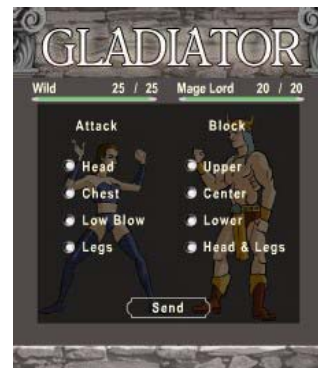 GLADIATOR
Wild 25 / 25 Mage Lord 20 / 20
Attack Block
Head Upper
Chest Center
Low Blow Lower
Legs Head & Legs
Send